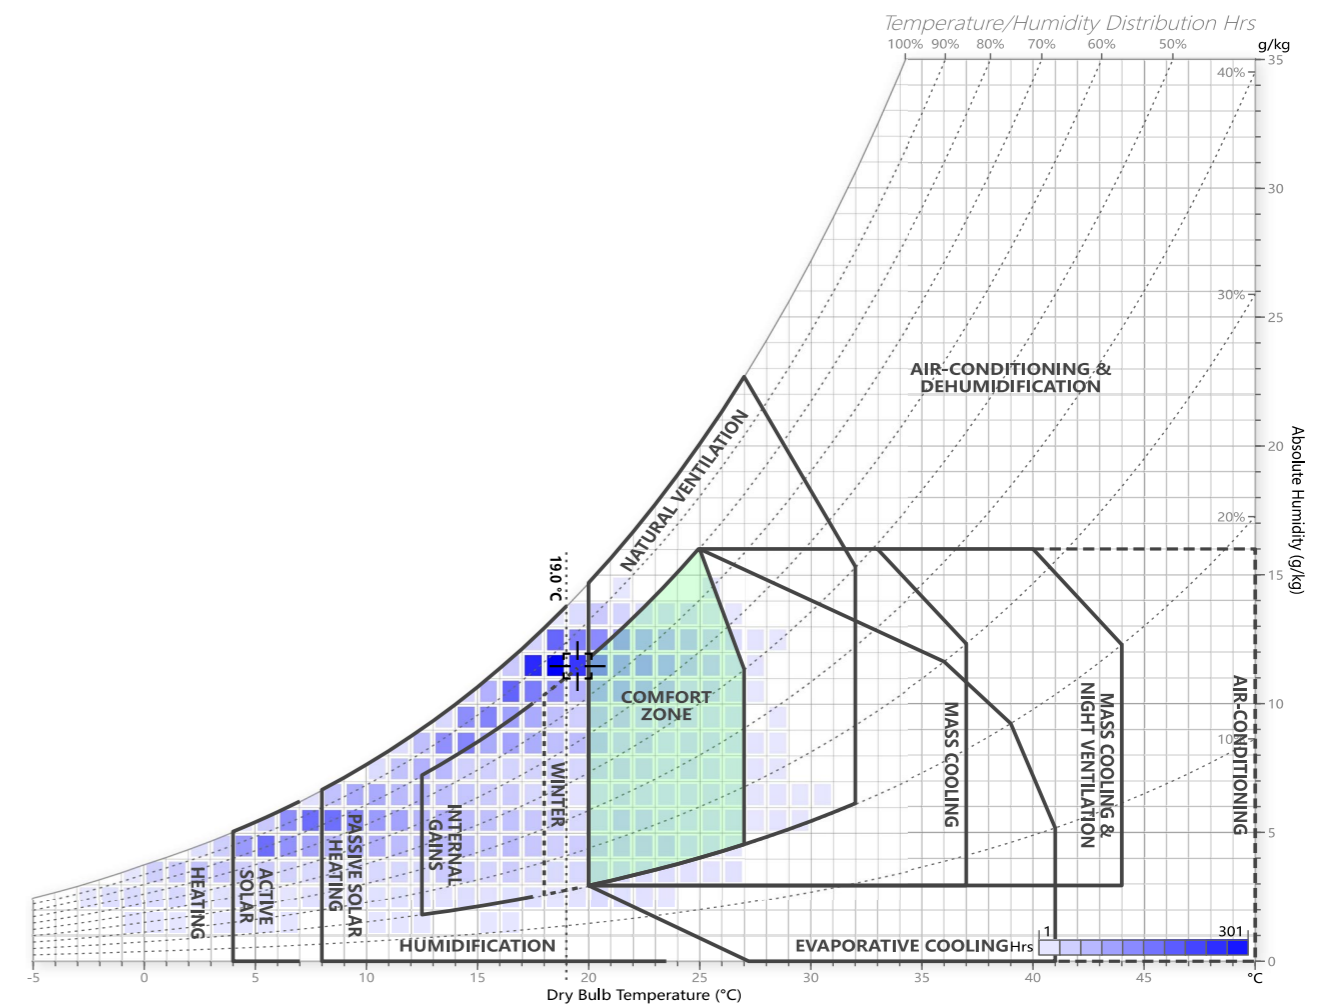 Temperature/Humidity Distribution Hrs
100% 90% 80% 70% 60% 50%
g/kg
35
40%
30
30%
25
AIR-CONDITIONING &
DEHUMIDIFICATION
NATURAL VENTILATION
20
Absolute Humidity (g/kg)
20%
19.0 °C
15
COMFORT
ZONE
10
10%
AIR-CONDITIONING
MASS COOLING &
NIGHT VENTILATION
MASS COOLING
WINTER
INTERNAL
GAINS
PASSIVE SOLAR
HEATING
ACTIVE
SOLAR
HEATING
5
HUMIDIFICATION
EVAPORATIVE COOLING
Hrs
1
301
0
-5 0 5 10 15 20 25 30 35 40 45 °C
Dry Bulb Temperature (°C)